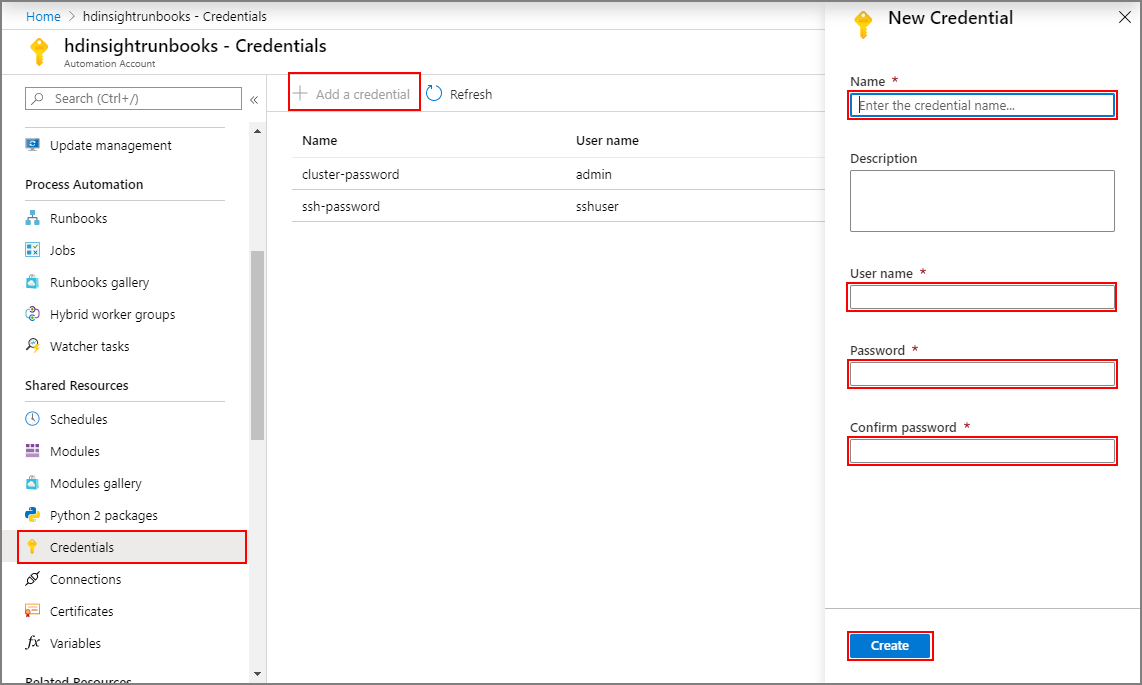 Home > hdinsightrunbooks - Credentials
hdinsightrunbooks - Credentials
Automation Account
Search (Ctrl+/)
«
Update management
Process Automation
Runbooks
Jobs
Runbooks gallery
Hybrid worker groups
Watcher tasks
Shared Resources
Schedules
Modules
Modules gallery
Python 2 packages
Credentials
Connections
Certificates
fx Variables
Related Resources
+ Add a credential Refresh
Name User name
cluster-password admin
ssh-password sshuser
New Credential
Name *
Enter the credential name...
Description
User name *
Password *
Confirm password *
Create